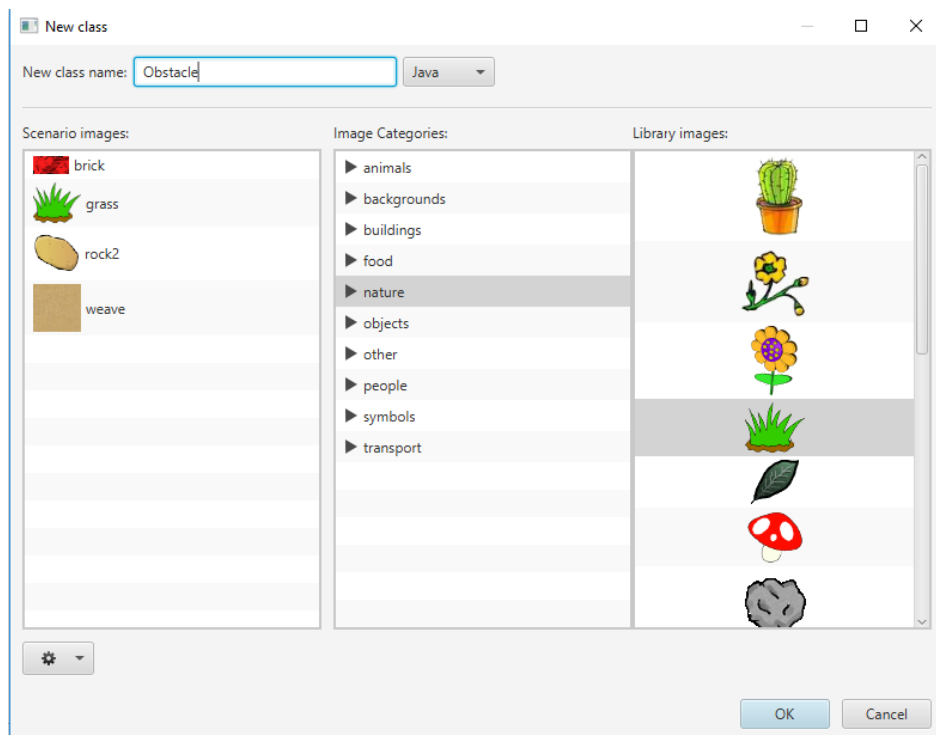 New class
New class name: Obstacle Java
Scenario images:
brick
grass
rock2
weave
Image Categories:
animals
backgrounds
buildings
food
nature
objects
other
people
symbols
transport
Library images:
OK Cancel